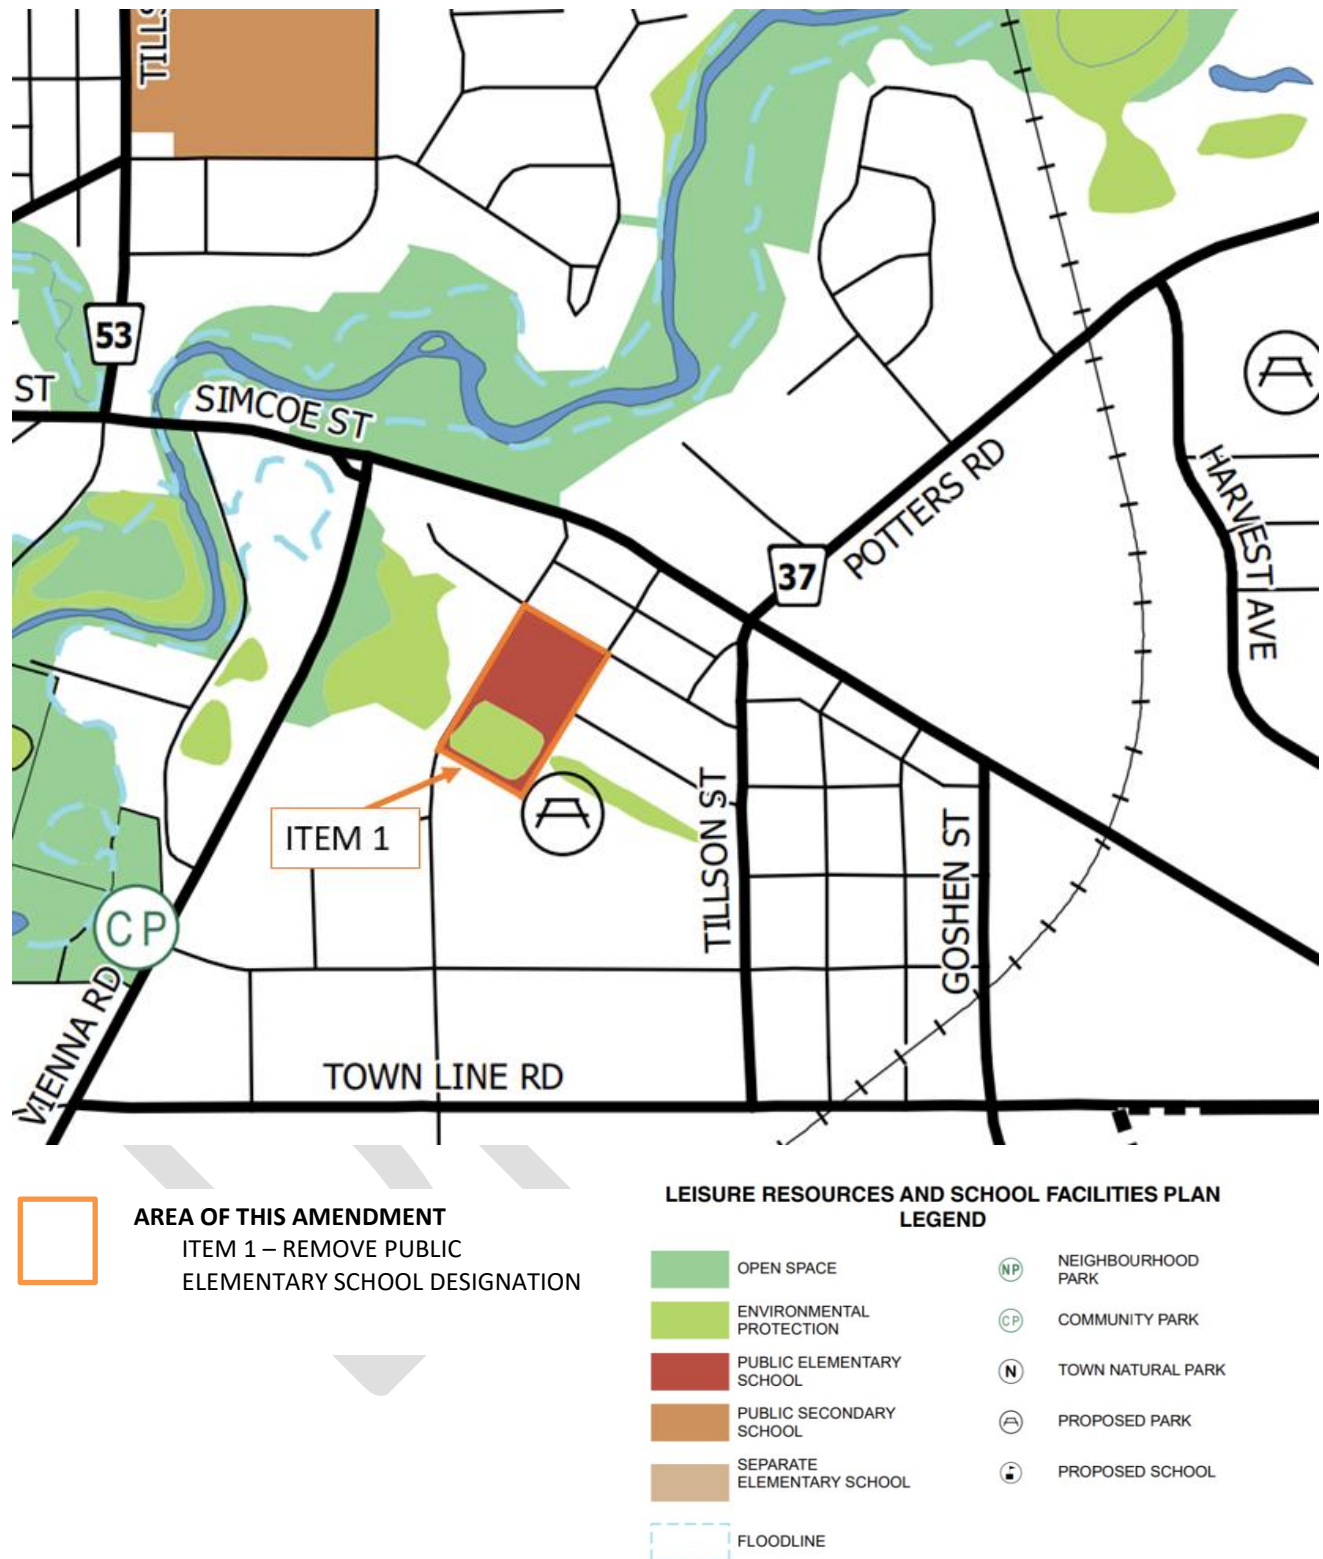 TILLS
53
ST
SIMCOE ST
37
POTTERS RD
HARVEST AVE
ITEM 1
TILLSON ST
GOSHEN ST
CP
VIENNA RD
TOWN LINE RD
AREA OF THIS AMENDMENT
ITEM 1 – REMOVE PUBLIC
ELEMENTARY SCHOOL DESIGNATION
LEISURE RESOURCES AND SCHOOL FACILITIES PLAN
LEGEND
OPEN SPACE
ENVIRONMENTAL
PROTECTION
PUBLIC ELEMENTARY
SCHOOL
PUBLIC SECONDARY
SCHOOL
SEPARATE
ELEMENTARY SCHOOL
FLOODLINE
NP
NEIGHBOURHOOD
PARK
CP
COMMUNITY PARK
N
TOWN NATURAL PARK
PROPOSED PARK
PROPOSED SCHOOL